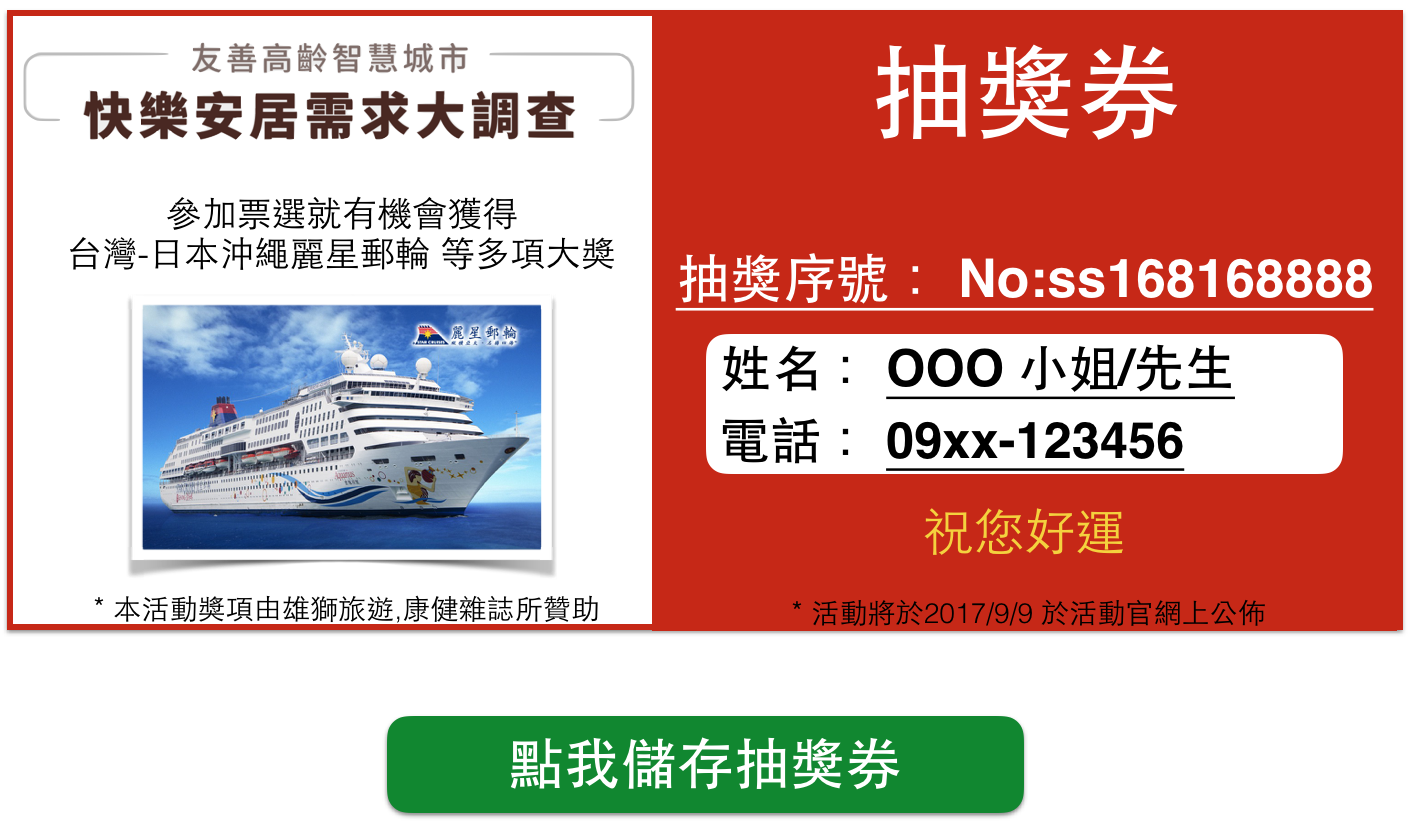 友善高齡智慧城市
快樂安居需求大調查
參加票選就有機會獲得
台灣-日本沖繩麗星郵輪 等多項大獎
麗星郵輪
STAR CRUISES
* 本活動獎項由雄獅旅遊,康健雜誌所贊助
抽獎券
抽獎序號： No:ss168168888
姓名： OOO 小姐/先生
電話： 09xx-123456
祝您好運
* 活動將於2017/9/9 於活動官網上公佈
點我儲存抽獎券